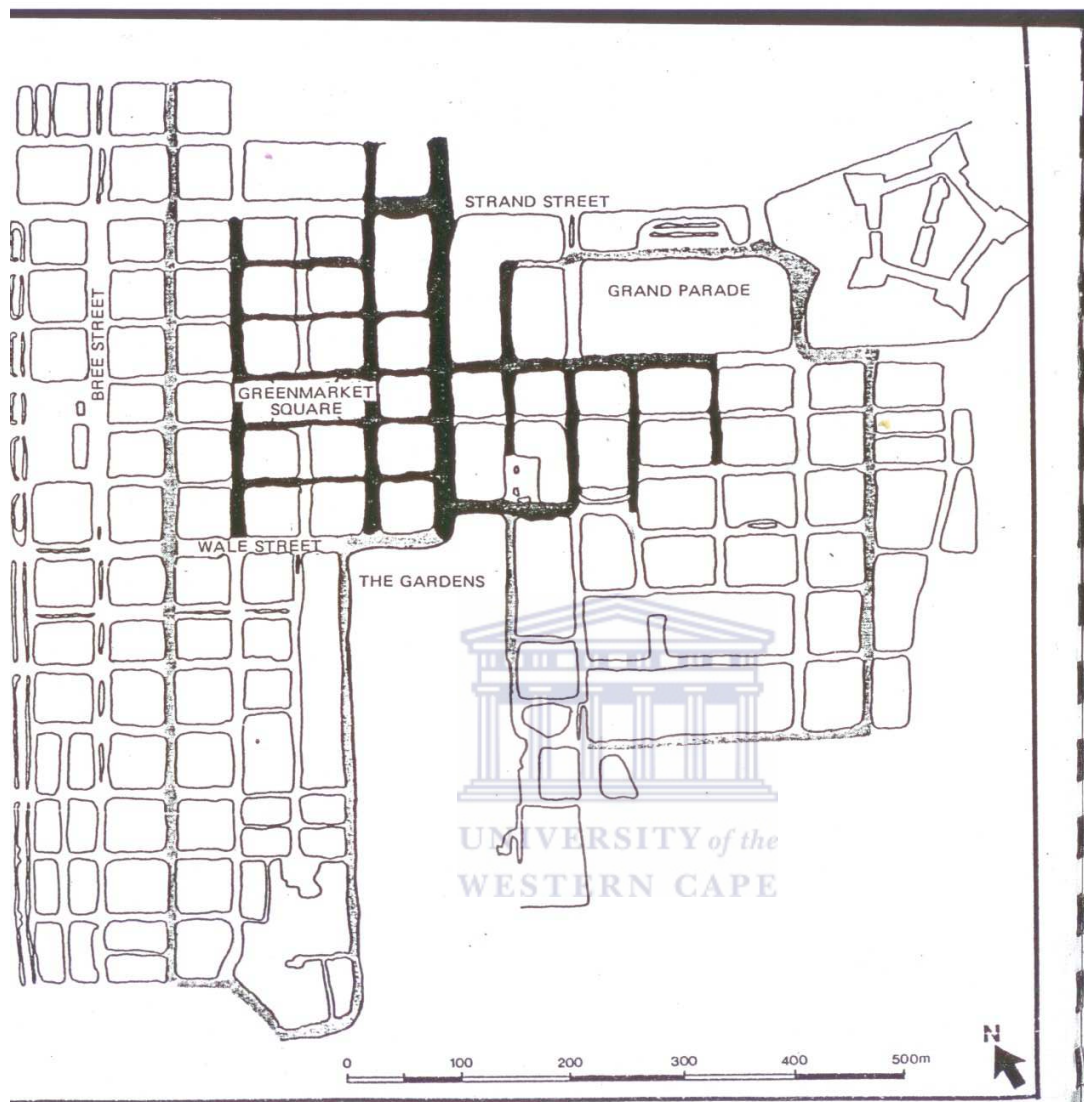 STRAND STREET
GRAND PARADE
BREE STREET
GREENMARKET
SQUARE
WALE STREET
THE GARDENS
UNIVERSITY of the
WESTERN CAPE
N
0 100 200 300 400 500m